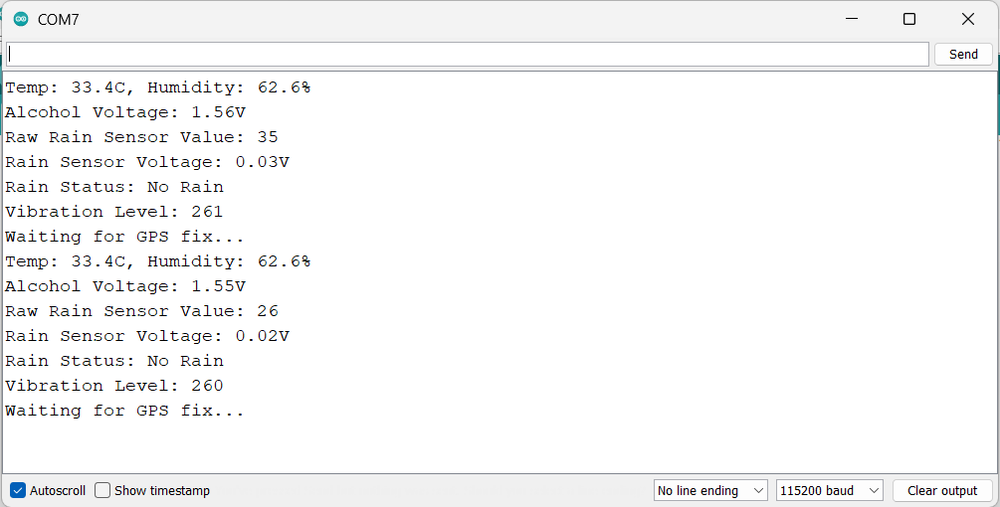 COM7
Send
Temp: 33.4C, Humidity: 62.6%
Alcohol Voltage: 1.56V
Raw Rain Sensor Value: 35
Rain Sensor Voltage: 0.03V
Rain Status: No Rain
Vibration Level: 261
Waiting for GPS fix...
Temp: 33.4C, Humidity: 62.6%
Alcohol Voltage: 1.55V
Raw Rain Sensor Value: 26
Rain Sensor Voltage: 0.02V
Rain Status: No Rain
Vibration Level: 260
Waiting for GPS fix...
Autoscroll Show timestamp No line ending 115200 baud Clear output